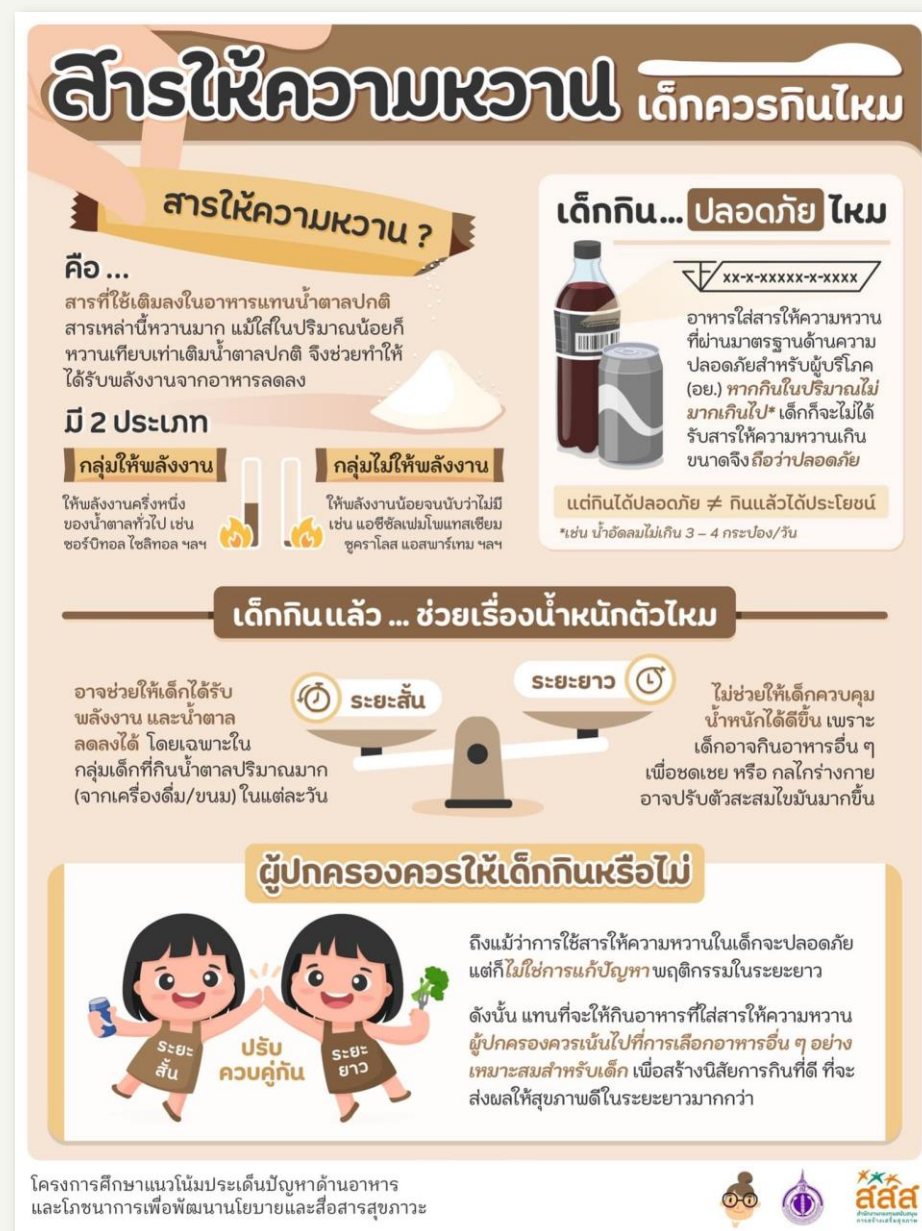 สารให้ความหวาน
เด็กควรกินไหม
สารให้ความหวาน ?
คือ ...
สารที่ใช้เติมลงในอาหารแทนน้ำตาลปกติ
สารเหล่านี้หวานมาก แม้ใส่ในปริมาณน้อยก็
หวานเทียบเท่าเติมน้ำตาลปกติ จึงช่วยทำให้
ได้รับพลังงานจากอาหารลดลง
มี 2 ประเภท
กลุ่มให้พลังงาน
ให้พลังงานครึ่งหนึ่ง
ของน้ำตาลทั่วไป เช่น
ซอร์บิทอล ไซลิทอล ฯลฯ
กลุ่มไม่ให้พลังงาน
ให้พลังงานน้อยจนนับว่าไม่มี
เช่น แอซีซัลเฟมโพแทสเซียม
ซูคราโลส แอสพาร์เทม ฯลฯ
เด็กกิน... ปลอดภัย ไหม
xx-x-xxxxx-x-xxxx
อาหารใส่สารให้ความหวาน
ที่ผ่านมาตรฐานด้านความ
ปลอดภัยสำหรับผู้บริโภค
(อย.) หากกินในปริมาณไม่
มากเกินไป* เด็กก็จะไม่ได้
รับสารให้ความหวานเกิน
ขนาดจึงถือว่าปลอดภัย
แต่กินได้ปลอดภัย ≠ กินแล้วได้ประโยชน์
*เช่น น้ำอัดลมไม่เกิน 3 – 4 กระป๋อง/วัน
เด็กกินแล้ว ... ช่วยเรื่องน้ำหนักตัวไหม
ระยะสั้น
อาจช่วยให้เด็กได้รับ
พลังงาน และน้ำตาล
ลดลงได้ โดยเฉพาะใน
กลุ่มเด็กที่กินน้ำตาลปริมาณมาก
(จากเครื่องดื่ม/ขนม) ในแต่ละวัน
ระยะยาว
ไม่ช่วยให้เด็กควบคุม
น้ำหนักได้ดีขึ้น เพราะ
เด็กอาจกินอาหารอื่น ๆ
เพื่อชดเชย หรือ กลไกร่างกาย
อาจปรับตัวสะสมไขมันมากขึ้น
ผู้ปกครองควรให้เด็กกินหรือไม่
ระยะ
สั้น
ปรับ
ควบคู่กัน
ระยะ
ยาว
ถึงแม้ว่าการใช้สารให้ความหวานในเด็กจะปลอดภัย
แต่ก็ไม่ใช่การแก้ปัญหาพฤติกรรมในระยะยาว
ดังนั้น แทนที่จะให้กินอาหารที่ใส่สารให้ความหวาน
ผู้ปกครองควรเน้นไปที่การเลือกอาหารอื่น ๆ อย่าง
เหมาะสมสำหรับเด็ก เพื่อสร้างนิสัยการกินที่ดี ที่จะ
ส่งผลให้สุขภาพดีในระยะยาวมากกว่า
โครงการศึกษาแนวโน้มประเด็นปัญหาด้านอาหาร
และโภชนาการเพื่อพัฒนานโยบายและสื่อสารสุขภาวะ
สสส
สำนักงานกองทุนสนับสนุน
การสร้างเสริมสุขภาพ